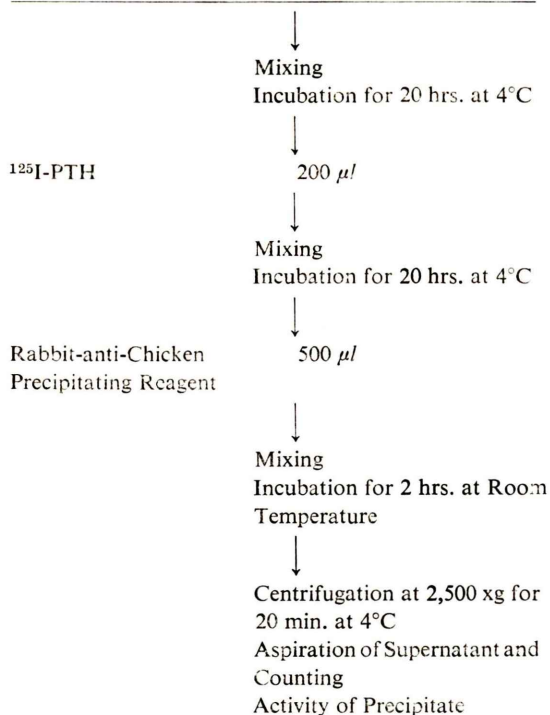 Mixing
Incubation for 20 hrs. at 4°C
¹²⁵I-PTH 200 μl
Mixing
Incubation for 20 hrs. at 4°C
Rabbit-anti-Chicken 500 μl
Precipitating Reagent
Mixing
Incubation for 2 hrs. at Room
Temperature
Centrifugation at 2,500 xg for
20 min. at 4°C
Aspiration of Supernatant and
Counting
Activity of Precipitate